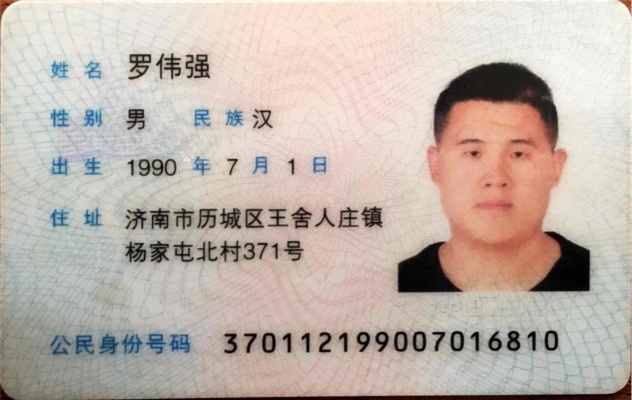 姓名 罗伟强
性别 男 民族 汉
出生 1990 年 7 月 1 日
住址 济南市历城区王舍人庄镇
杨家屯北村371号
公民身份号码 370112199007016810